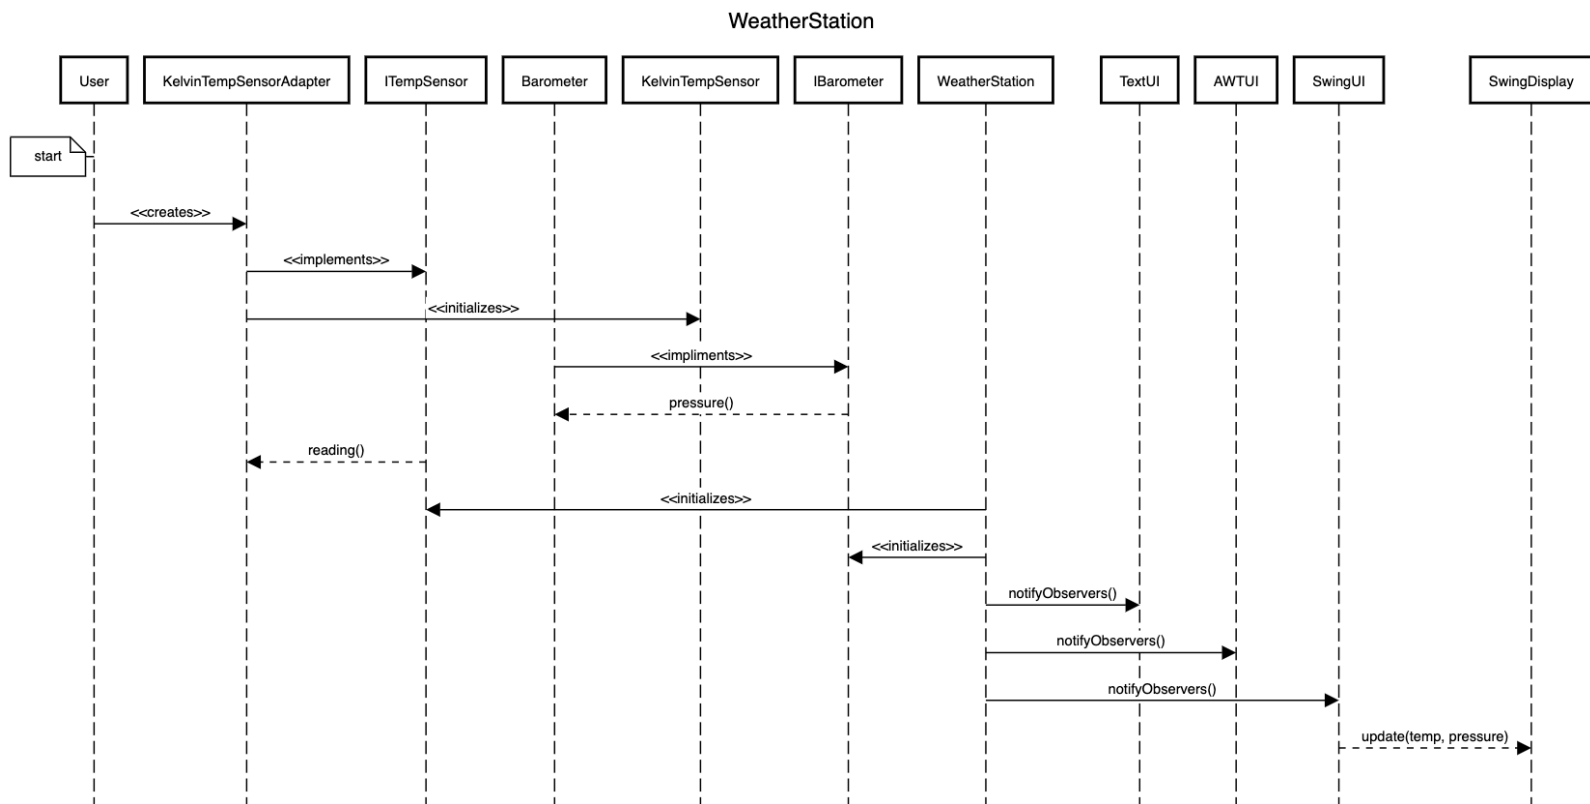 WeatherStation
User
KelvinTempSensorAdapter
ITempSensor
Barometer
KelvinTempSensor
IBarometer
WeatherStation
TextUI
AWTUI
SwingUI
SwingDisplay
start
<<creates>>
<<implements>>
<<initializes>>
<<impliments>>
pressure()
reading()
<<initializes>>
<<initializes>>
notifyObservers()
notifyObservers()
notifyObservers()
update(temp, pressure)